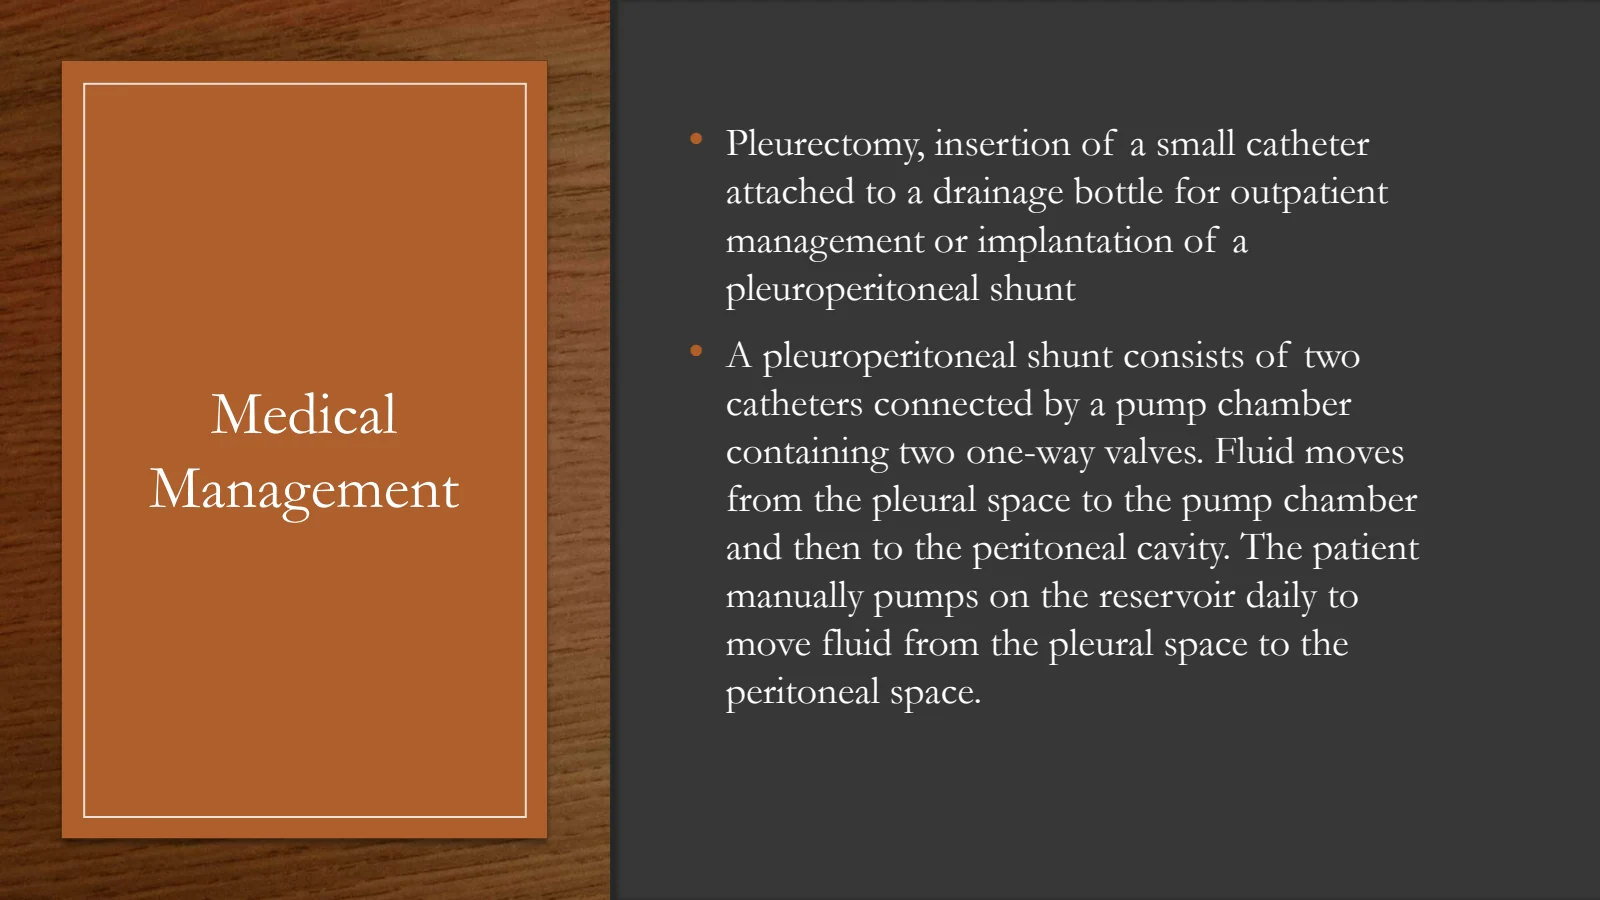 Medical
Management
• Pleurectomy, insertion of a small catheter
attached to a drainage bottle for outpatient
management or implantation of a
pleuroperitoneal shunt
• A pleuroperitoneal shunt consists of two
catheters connected by a pump chamber
containing two one-way valves. Fluid moves
from the pleural space to the pump chamber
and then to the peritoneal cavity. The patient
manually pumps on the reservoir daily to
move fluid from the pleural space to the
peritoneal space.